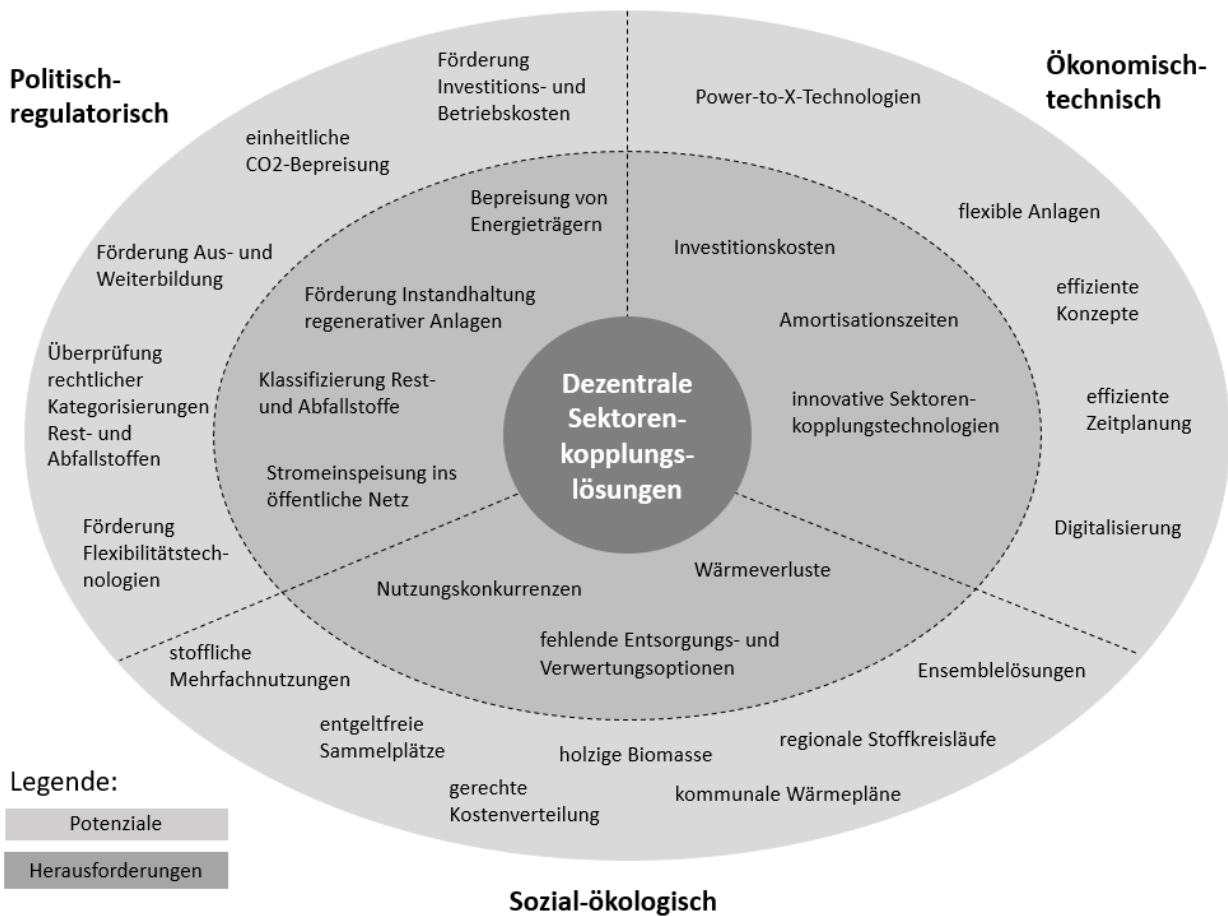 Politisch-
regulatorisch
Ökonomisch-
technisch
Förderung
Investitions- und
Betriebskosten
einheitliche
CO2-Bepreisung
Förderung Aus- und
Weiterbildung
Überprüfung
rechtlicher
Kategorisierungen
Rest- und
Abfallstoffen
Förderung
Flexibilitätstech-
nologien
Bepreisung von
Energieträgern
Förderung Instandhaltung
regenerativer Anlagen
Klassifizierung Rest-
und Abfallstoffe
Stromeinspeisung ins
öffentliche Netz
Dezentrale
Sektoren-
kopplungs-
lösungen
Power-to-X-Technologien
flexible Anlagen
effiziente
Konzepte
effiziente
Zeitplanung
Digitalisierung
Investitionskosten
Amortisationszeiten
innovative Sektoren-
kopplungstechnologien
Wärmeverluste
Nutzungskonkurrenzen
fehlende Entsorgungs- und
Verwertungsoptionen
stoffliche
Mehrfachnutzungen
entgeltfreie
Sammelplätze
gerechte
Kostenverteilung
holzige Biomasse
kommunale Wärmepläne
regionale Stoffkreisläufe
Ensemblelösungen
Legende:
Potenziale
Herausforderungen
Sozial-ökologisch